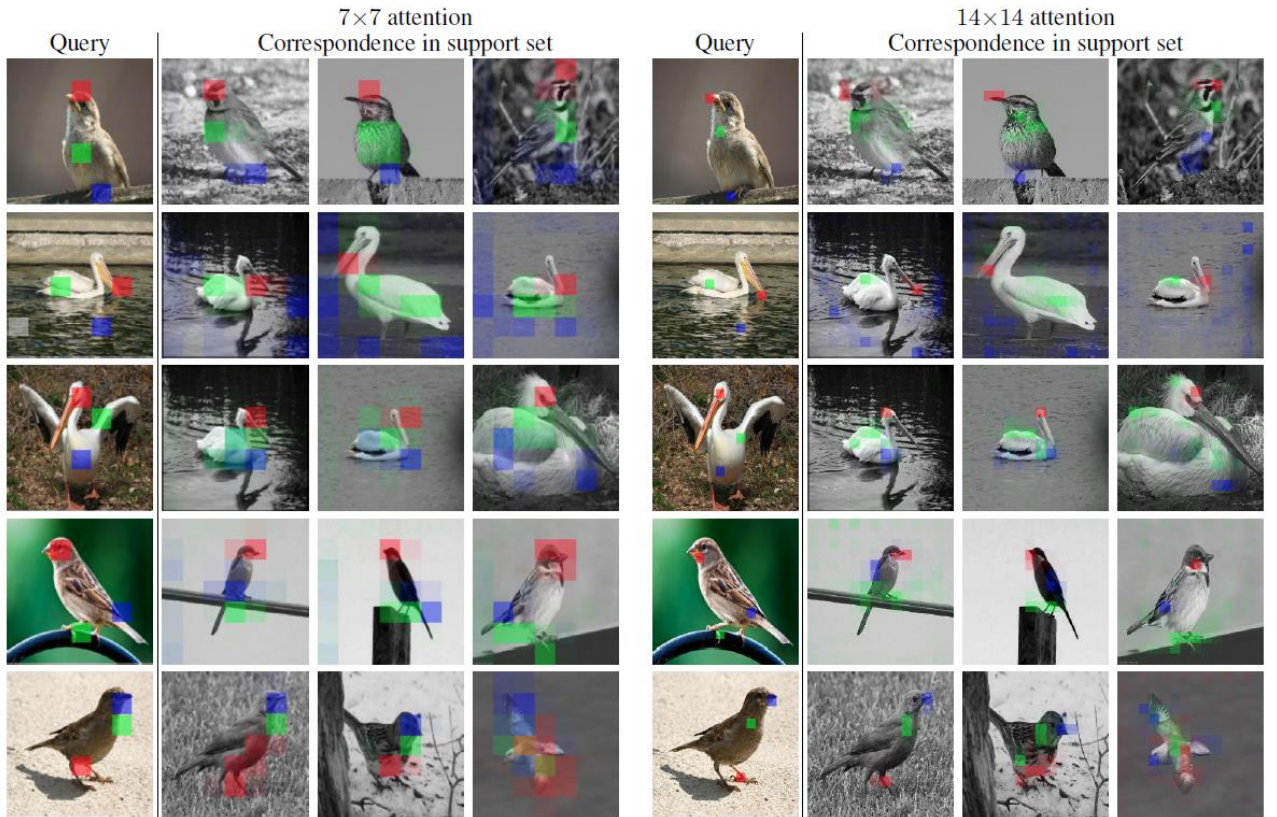 7×7 attention
14×14 attention
Query
Correspondence in support set
Query
Correspondence in support set